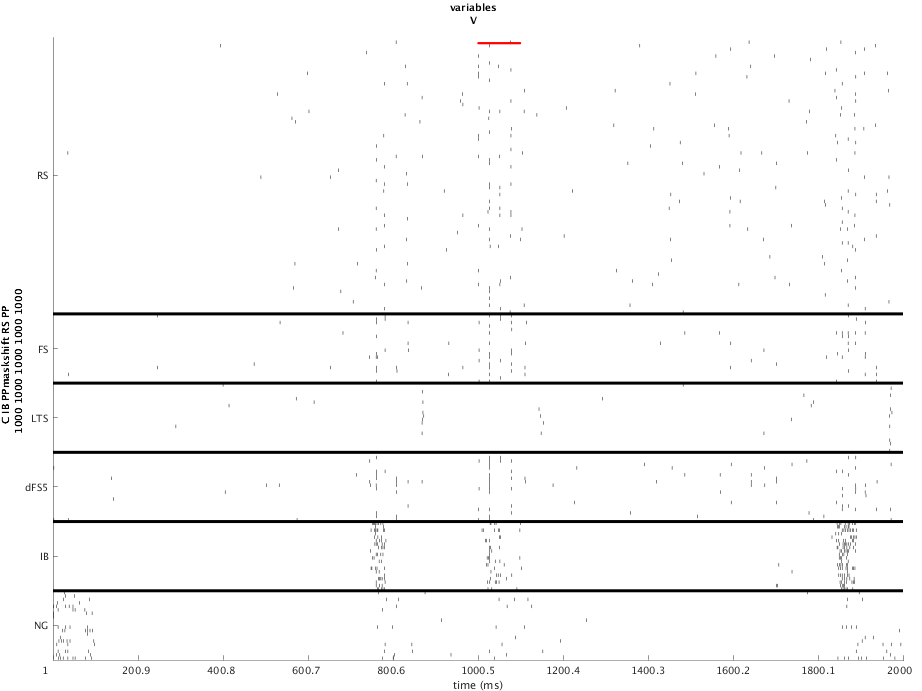 variables
V
RS
FS
LTS
dFS5
IB
NG
C IB PPmaskshift RS PP
1000 1000 1000 1000 1000
1 200.9 400.8 600.7 800.6 1000.5 1200.4 1400.3 1600.2 1800.1 2000
time (ms)